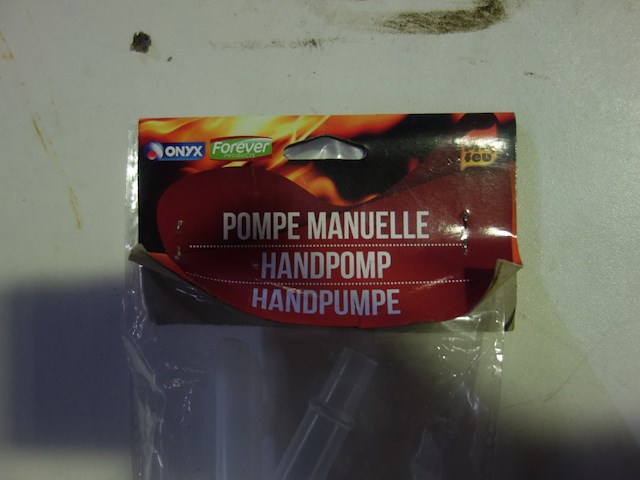 ONYX
Forever
POMPE MANUELLE
HANDPOMP
HANDPUMPE